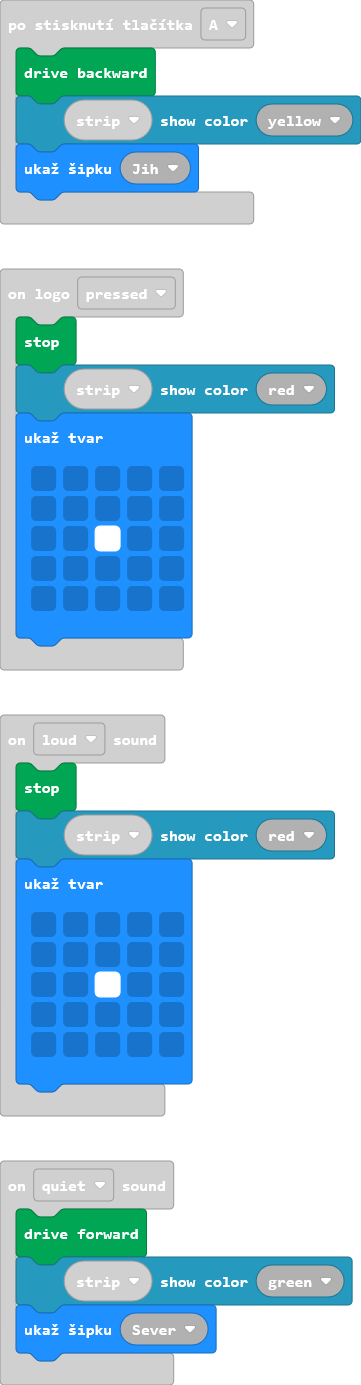 po stisknutí tlačítka A
drive backward
strip show color yellow
ukaž šipku Jih
on logo pressed
stop
strip show color red
ukaž tvar
on loud sound
stop
strip show color red
ukaž tvar
on quiet sound
drive forward
strip show color green
ukaž šipku Sever